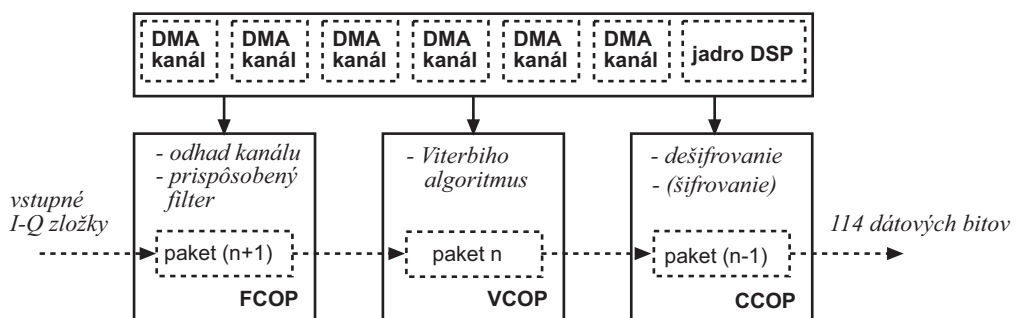 DMA kanál
DMA kanál
DMA kanál
DMA kanál
DMA kanál
DMA kanál
jadro DSP
vstupné
I-Q zložky
- odhad kanálu
- prispôsobený
filter
paket (n+1)
FCOP
- Viterbiho
algoritmus
paket n
VCOP
- dešifrovanie
- (šifrovanie)
paket (n-1)
CCOP
114 dátových bitov